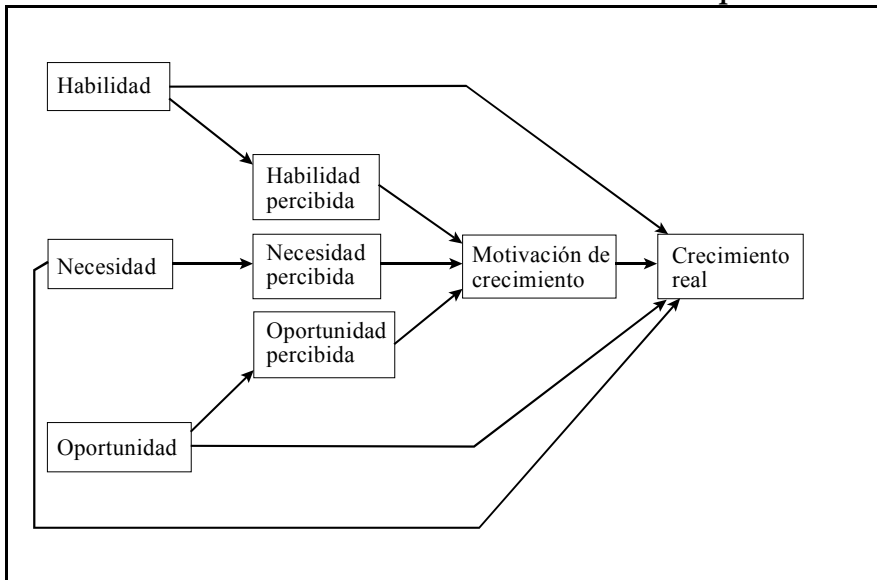 Habilidad
Habilidad
percibida
Necesidad
Necesidad
percibida
Motivación de
crecimiento
Crecimiento
real
Oportunidad
percibida
Oportunidad